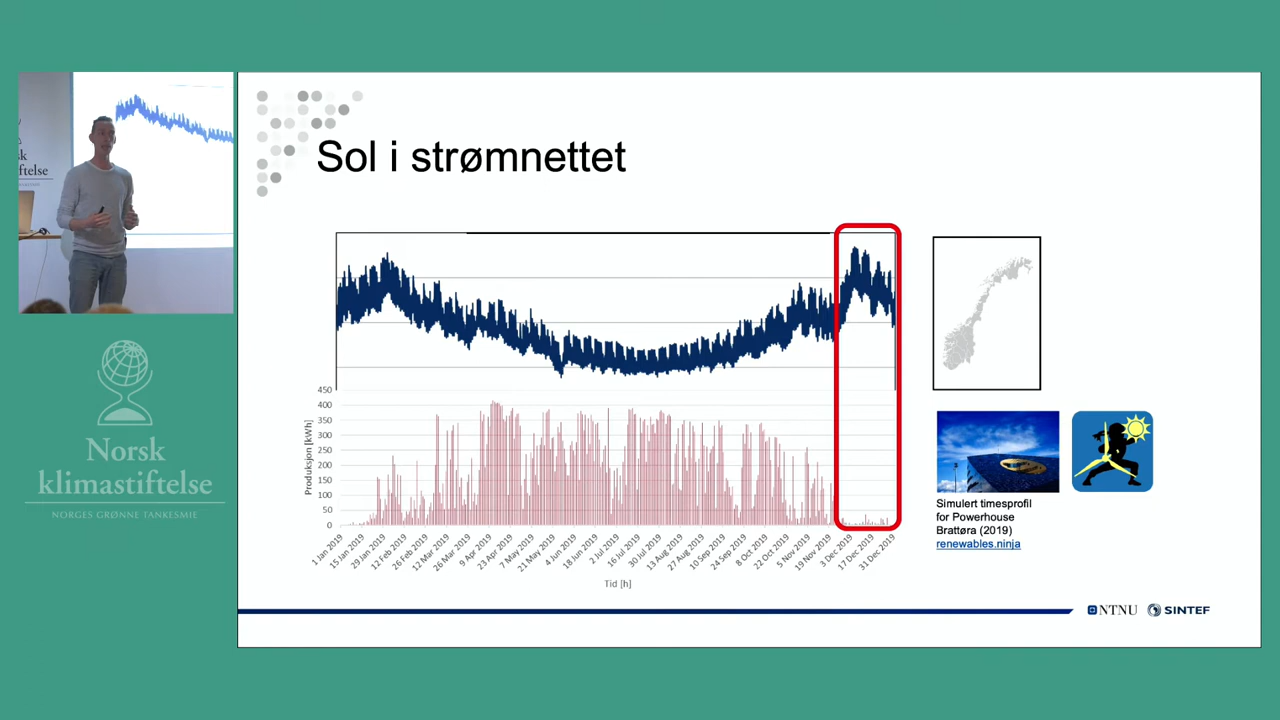 Sol i strømnettet
sk
ftelse
Norsk
klimastiftelse
NORGES GRØNNE TANKESMIE
450
400
350
300
250
200
150
100
50
0
Produksjon [kWh]
1 Jan 2019
15 Jan 2019
29 Jan 2019
12 Feb 2019
26 Feb 2019
12 Mar 2019
26 Mar 2019
9 Apr 2019
23 Apr 2019
7 May 2019
21 May 2019
4 Jun 2019
18 Jun 2019
2 Jul 2019
16 Jul 2019
30 Jul 2019
13 Aug 2019
27 Aug 2019
10 Sep 2019
24 Sep 2019
8 Oct 2019
22 Oct 2019
5 Nov 2019
19 Nov 2019
3 Dec 2019
17 Dec 2019
31 Dec 2019
Tid [h]
Simulert timesprofil
for Powerhouse
Brattøra (2019)
renewables.ninja
NTNU SINTEF